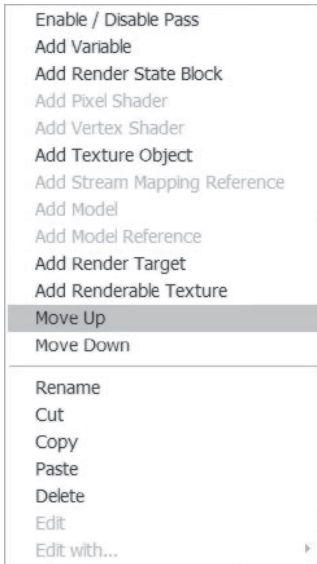 Enable / Disable Pass
Add Variable
Add Render State Block
Add Pixel Shader
Add Vertex Shader
Add Texture Object
Add Stream Mapping Reference
Add Model
Add Model Reference
Add Render Target
Add Renderable Texture
Move Up
Move Down
Rename
Cut
Copy
Paste
Delete
Edit
Edit with...